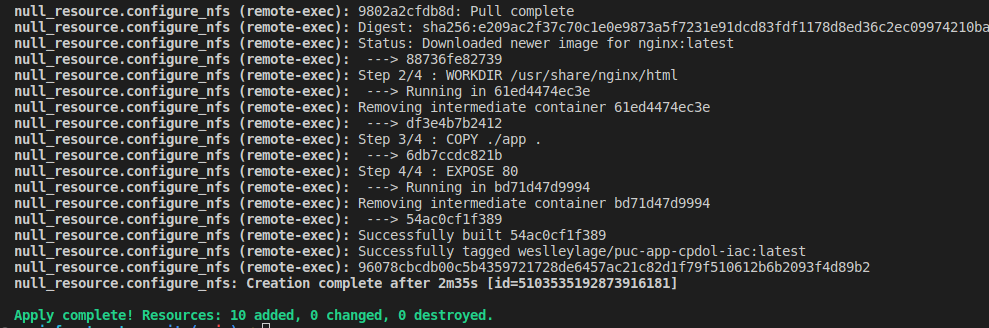 null_resource.configure_nfs (remote-exec): 9802a2cfdb8d: Pull complete
null_resource.configure_nfs (remote-exec): Digest: sha256:e209ac2f37c70c1e0e9873a5f7231e91dcd83fdf1178d8ed36c2ec09974210ba
null_resource.configure_nfs (remote-exec): Status: Downloaded newer image for nginx:latest
null_resource.configure_nfs (remote-exec):  ---> 88736fe82739
null_resource.configure_nfs (remote-exec): Step 2/4 : WORKDIR /usr/share/nginx/html
null_resource.configure_nfs (remote-exec):  ---> Running in 61ed4474ec3e
null_resource.configure_nfs (remote-exec): Removing intermediate container 61ed4474ec3e
null_resource.configure_nfs (remote-exec):  ---> df3e4b7b2412
null_resource.configure_nfs (remote-exec): Step 3/4 : COPY ./app .
null_resource.configure_nfs (remote-exec):  ---> 6db7ccdc821b
null_resource.configure_nfs (remote-exec): Step 4/4 : EXPOSE 80
null_resource.configure_nfs (remote-exec):  ---> Running in bd71d47d9994
null_resource.configure_nfs (remote-exec): Removing intermediate container bd71d47d9994
null_resource.configure_nfs (remote-exec):  ---> 54ac0cf1f389
null_resource.configure_nfs (remote-exec): Successfully built 54ac0cf1f389
null_resource.configure_nfs (remote-exec): Successfully tagged weslleylage/puc-app-cpdol-iac:latest
null_resource.configure_nfs (remote-exec): 96078cbcdb00c5b4359721728de6457ac21c82d1f79f510612b6b2093f4d89b2
null_resource.configure_nfs: Creation complete after 2m35s [id=5103535192873916181]
Apply complete! Resources: 10 added, 0 changed, 0 destroyed.